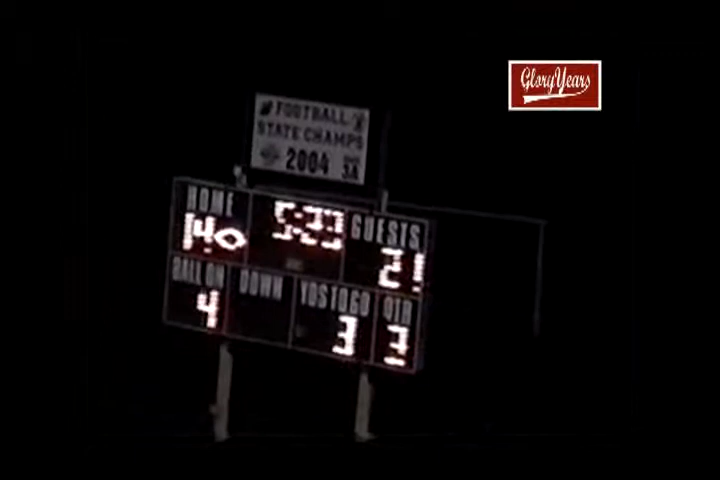 GloryYears
FOOTBALL
STATE CHAMPS
2004 3A
HOME
GUESTS
14
21
BALL ON DOWN YDS TO GO QTR
4 3 3